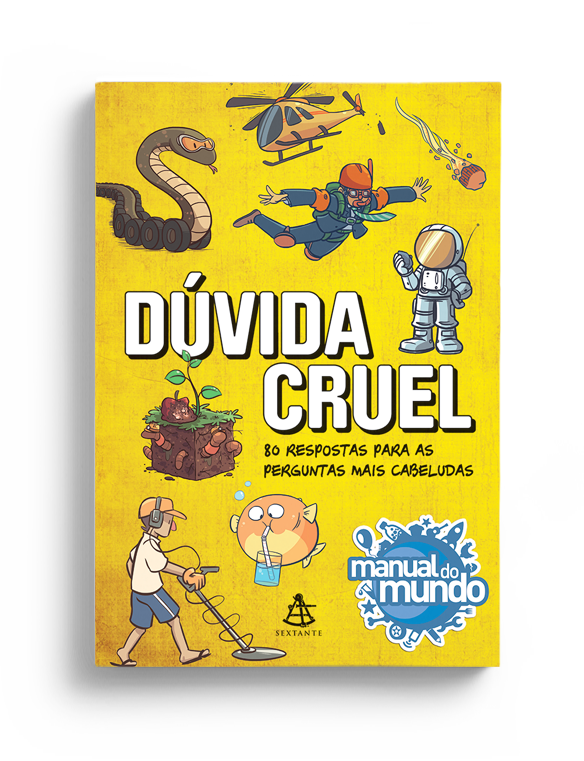 DÚVIDA
CRUEL
80 RESPOSTAS PARA AS
PERGUNTAS MAIS CABELUDAS
manual do
mundo
SEXTANTE